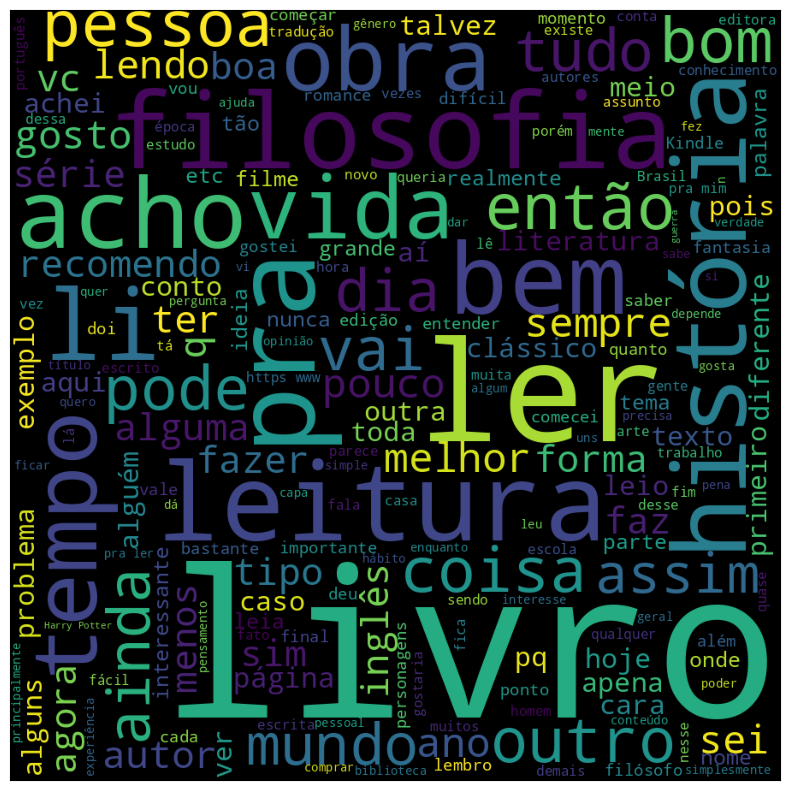 português
pessoa
começar
tradução
gênero
talvez
momento
existe
conta
editora
lendo
boa
obra
tudo
bom
autores
conhecimento
vc
achei
vou
ajuda
romance
vezes
difícil
meio
assunto
dessa
época
estudo
tão
filosofia
porém
mente
fez
Kindle
palavra
gosto
série
etc
filme
novo
queria
realmente
Brasil
pra mim
n
pois
verdade
acho
vida
dar
então
guerra
história
gostei
grande
aí
lê
literatura
sabe
fantasia
recomendo
vi
hora
dia
bem
saber
si
conto
vez
quer
pergunta
ideia
nunca
edição
entender
sempre
depende
diferente
li
doi
ter
q
pra
opinião
vai
clássico
quanto
gente
gosta
exemplo
título
tá
escrito
https www
muita
algum
aqui
quero
pode
pouco
ler
comecei
tema
precisa
primeiro
lá
alguma
outra
toda
uns
arte
texto
ficar
tempo
alguém
fazer
parece
simple
melhor
forma
trabalho
vale
dá
capa
fala
casa
leio
desse
fim
pena
leitura
leu
faz
problema
pra ler
bastante
importante
hábito
enquanto
escola
parte
quase
interessante
tipo
deu
inglês
coisa
assim
Harry Potter
ainda
menos
caso
sendo
interesse
geral
leia
fato
final
personagens
fica
qualquer
além
principalmente
fácil
pensamento
sim
página
gostaria
livro
pq
hoje
onde
poder
alguns
agora
experiência
ponto
apena
homem
cara
conteúdo
autor
cada
ver
escrita
pessoal
muitos
mundo
ano
outro
nesse
sei
comprar
biblioteca
lembro
demais
filósofo
nome
simplesmente